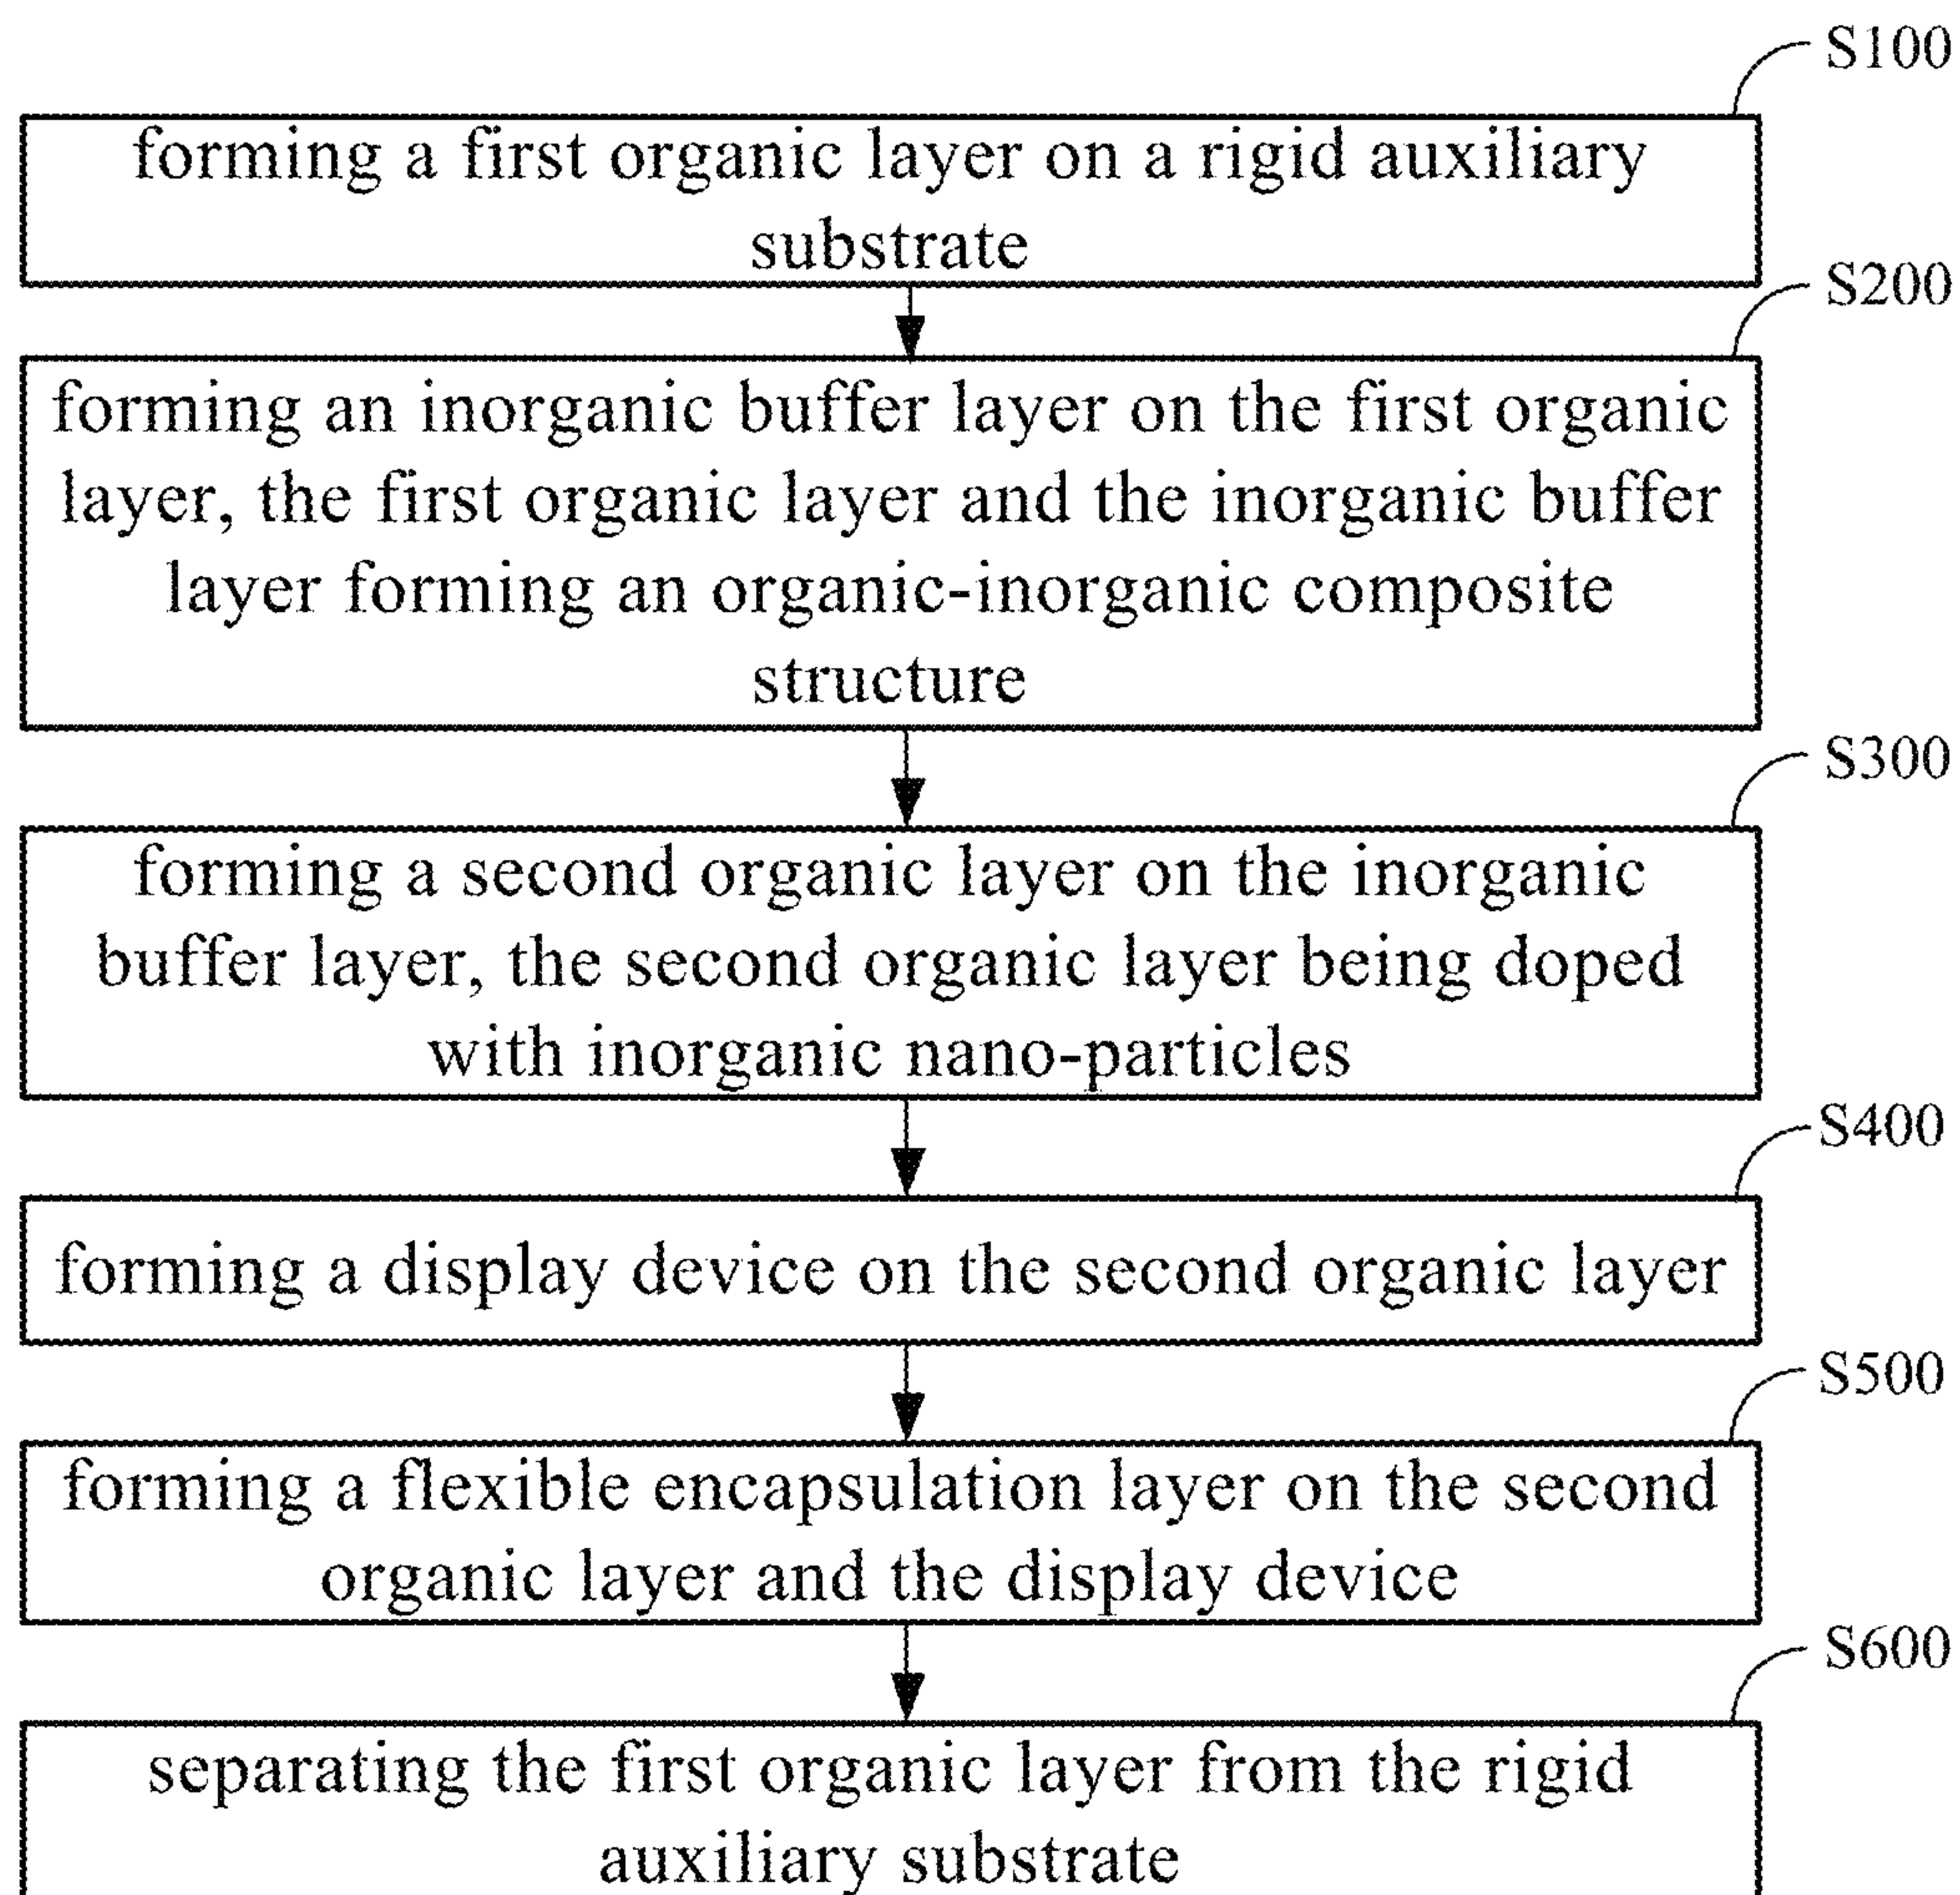 S100
forming a first organic layer on a rigid auxiliary
substrate
S200
forming an inorganic buffer layer on the first organic
layer, the first organic layer and the inorganic buffer
layer forming an organic-inorganic composite
structure
S300
forming a second organic layer on the inorganic
buffer layer, the second organic layer being doped
with inorganic nano-particles
S400
forming a display device on the second organic layer
S500
forming a flexible encapsulation layer on the second
organic layer and the display device
S600
separating the first organic layer from the rigid
auxiliary substrate